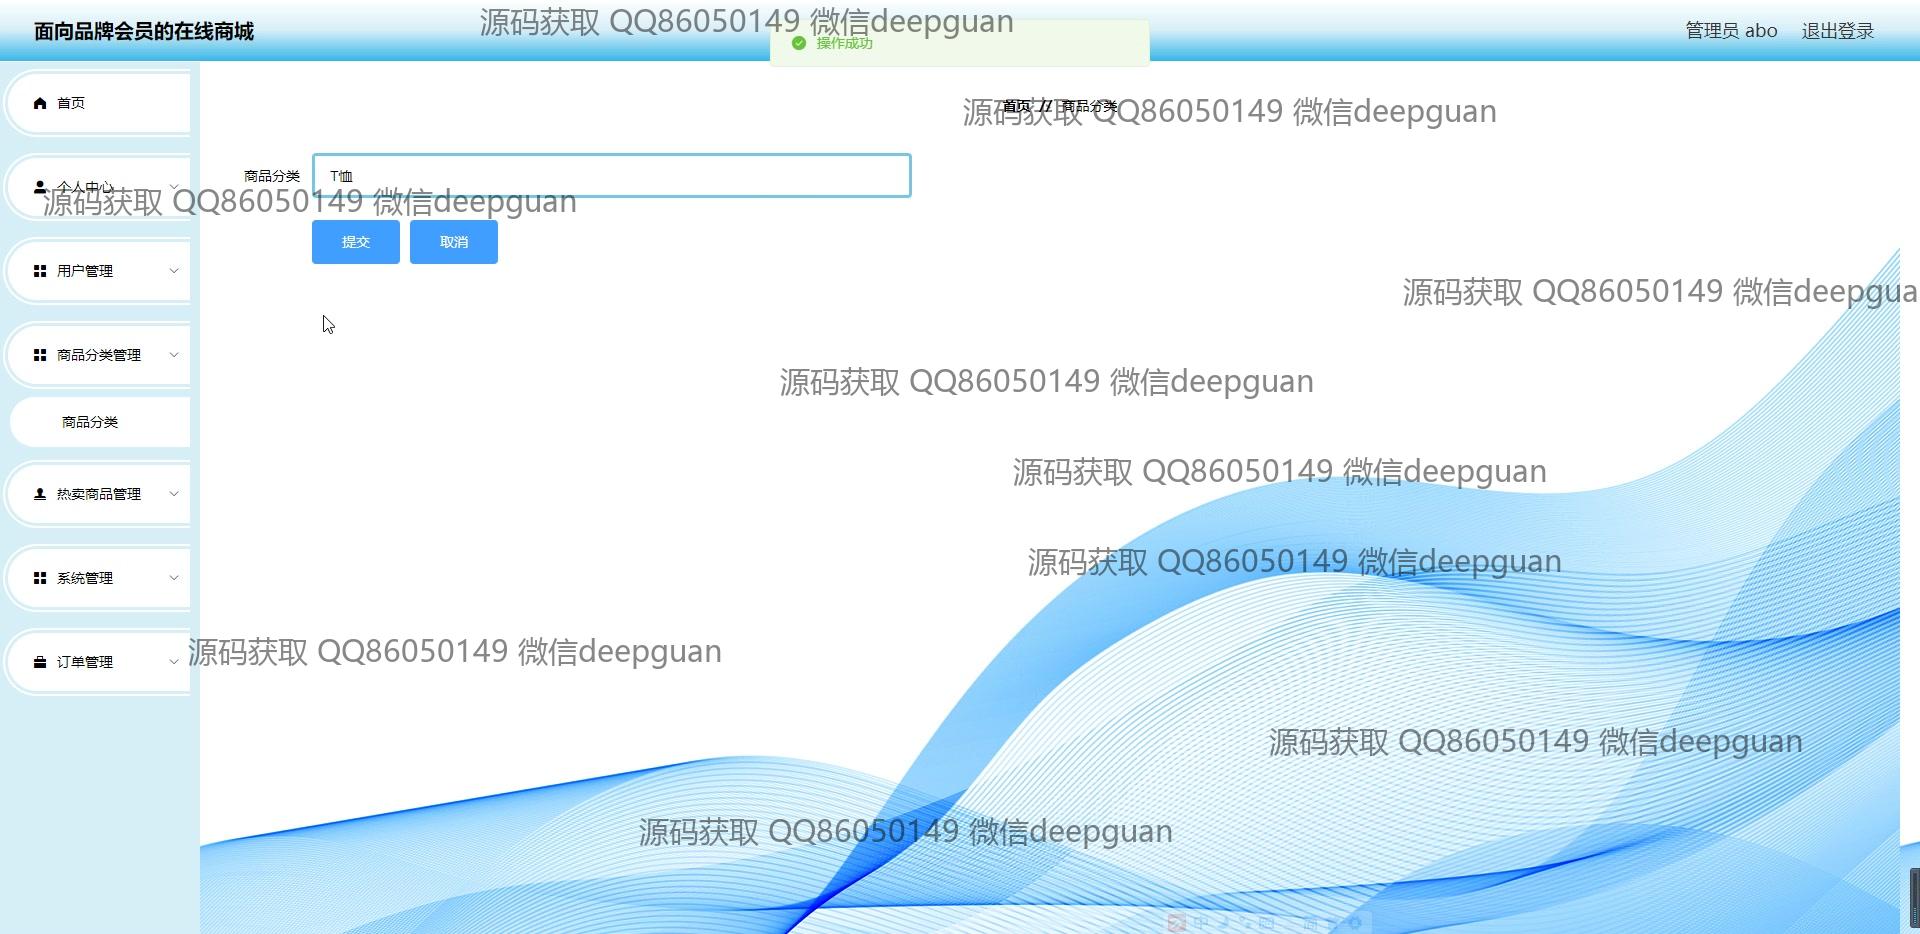 面向品牌会员的在线商城
源码获取 QQ86050149 微信deepguan
管理员 abo 退出登录
操作成功
首页
首页 // 商品分类
源码获取 QQ86050149 微信deepguan
商品分类 T恤
个人中心
源码获取 QQ86050149 微信deepguan
提交 取消
用户管理
源码获取 QQ86050149 微信deepgua
商品分类管理
源码获取 QQ86050149 微信deepguan
商品分类
源码获取 QQ86050149 微信deepguan
热卖商品管理
源码获取 QQ86050149 微信deepguan
系统管理
源码获取 QQ86050149 微信deepguan
订单管理
源码获取 QQ86050149 微信deepguan
源码获取 QQ86050149 微信deepguan
中